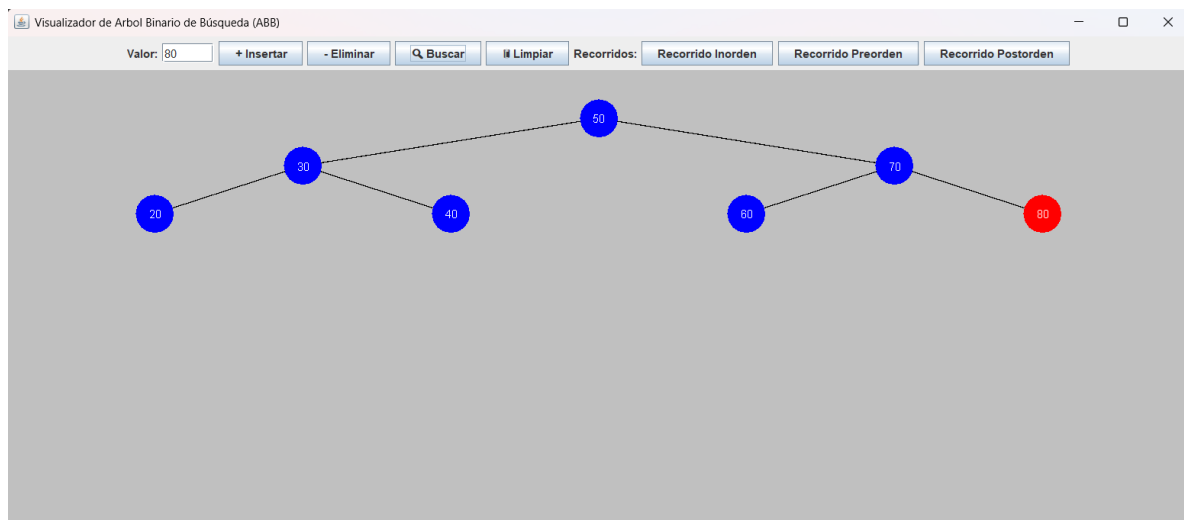 Visualizador de Arbol Binario de Búsqueda (ABB)
Valor: 80 + Insertar - Eliminar Buscar Limpiar Recorridos: Recorrido Inorden Recorrido Preorden Recorrido Postorden
50
30 70
20 40 60 80